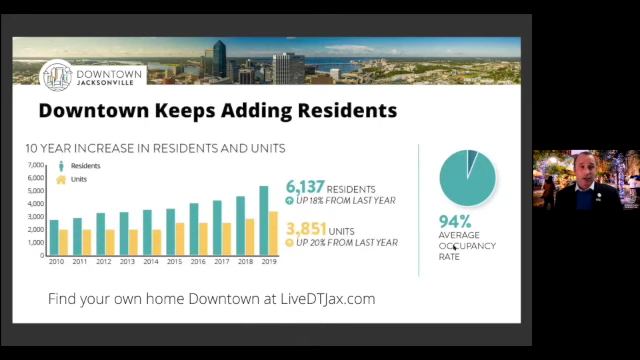 DOWNTOWN
JACKSONVILLE
Downtown Keeps Adding Residents
10 YEAR INCREASE IN RESIDENTS AND UNITS
7,000
6,000
5,000
4,000
3,000
2,000
1,000
0
Residents
Units
2010 2011 2012 2013 2014 2015 2016 2017 2018 2019
6,137 RESIDENTS
UP 18% FROM LAST YEAR
3,851 UNITS
UP 20% FROM LAST YEAR
94%
AVERAGE
OCCUPANCY
RATE
Find your own home Downtown at LiveDTJax.com